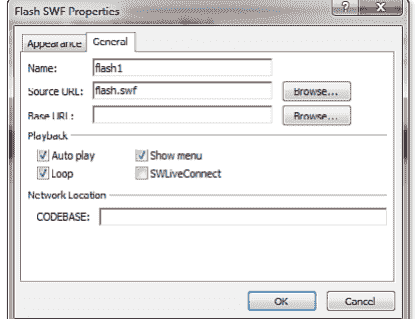 Flash SWF Properties
? X
Appearance General
Name: flash1
Source URL: flash.swf Browse...
Base URL: Browse...
Playback
Auto play Show menu
Loop SWLiveConnect
Network Location
CODEBASE:
OK Cancel